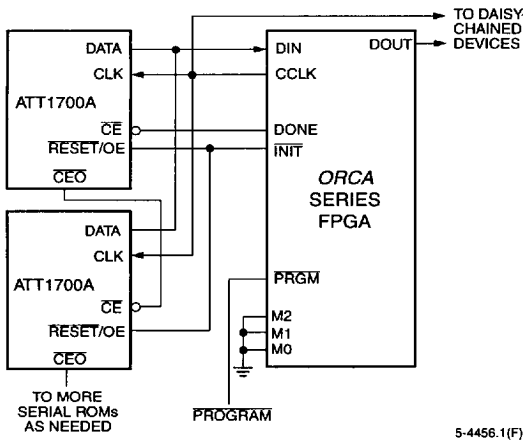 TO DAISY-
CHAINED
DEVICES
DATA
CLK
ATT1700A
CE
RESET/OE
CEO
DIN
DOUT
CCLK
DONE
INIT
ORCA
SERIES
FPGA
PRGM
M2
M1
M0
DATA
CLK
ATT1700A
CE
RESET/OE
CEO
TO MORE
SERIAL ROMs
AS NEEDED
PROGRAM
5-4456.1(F)